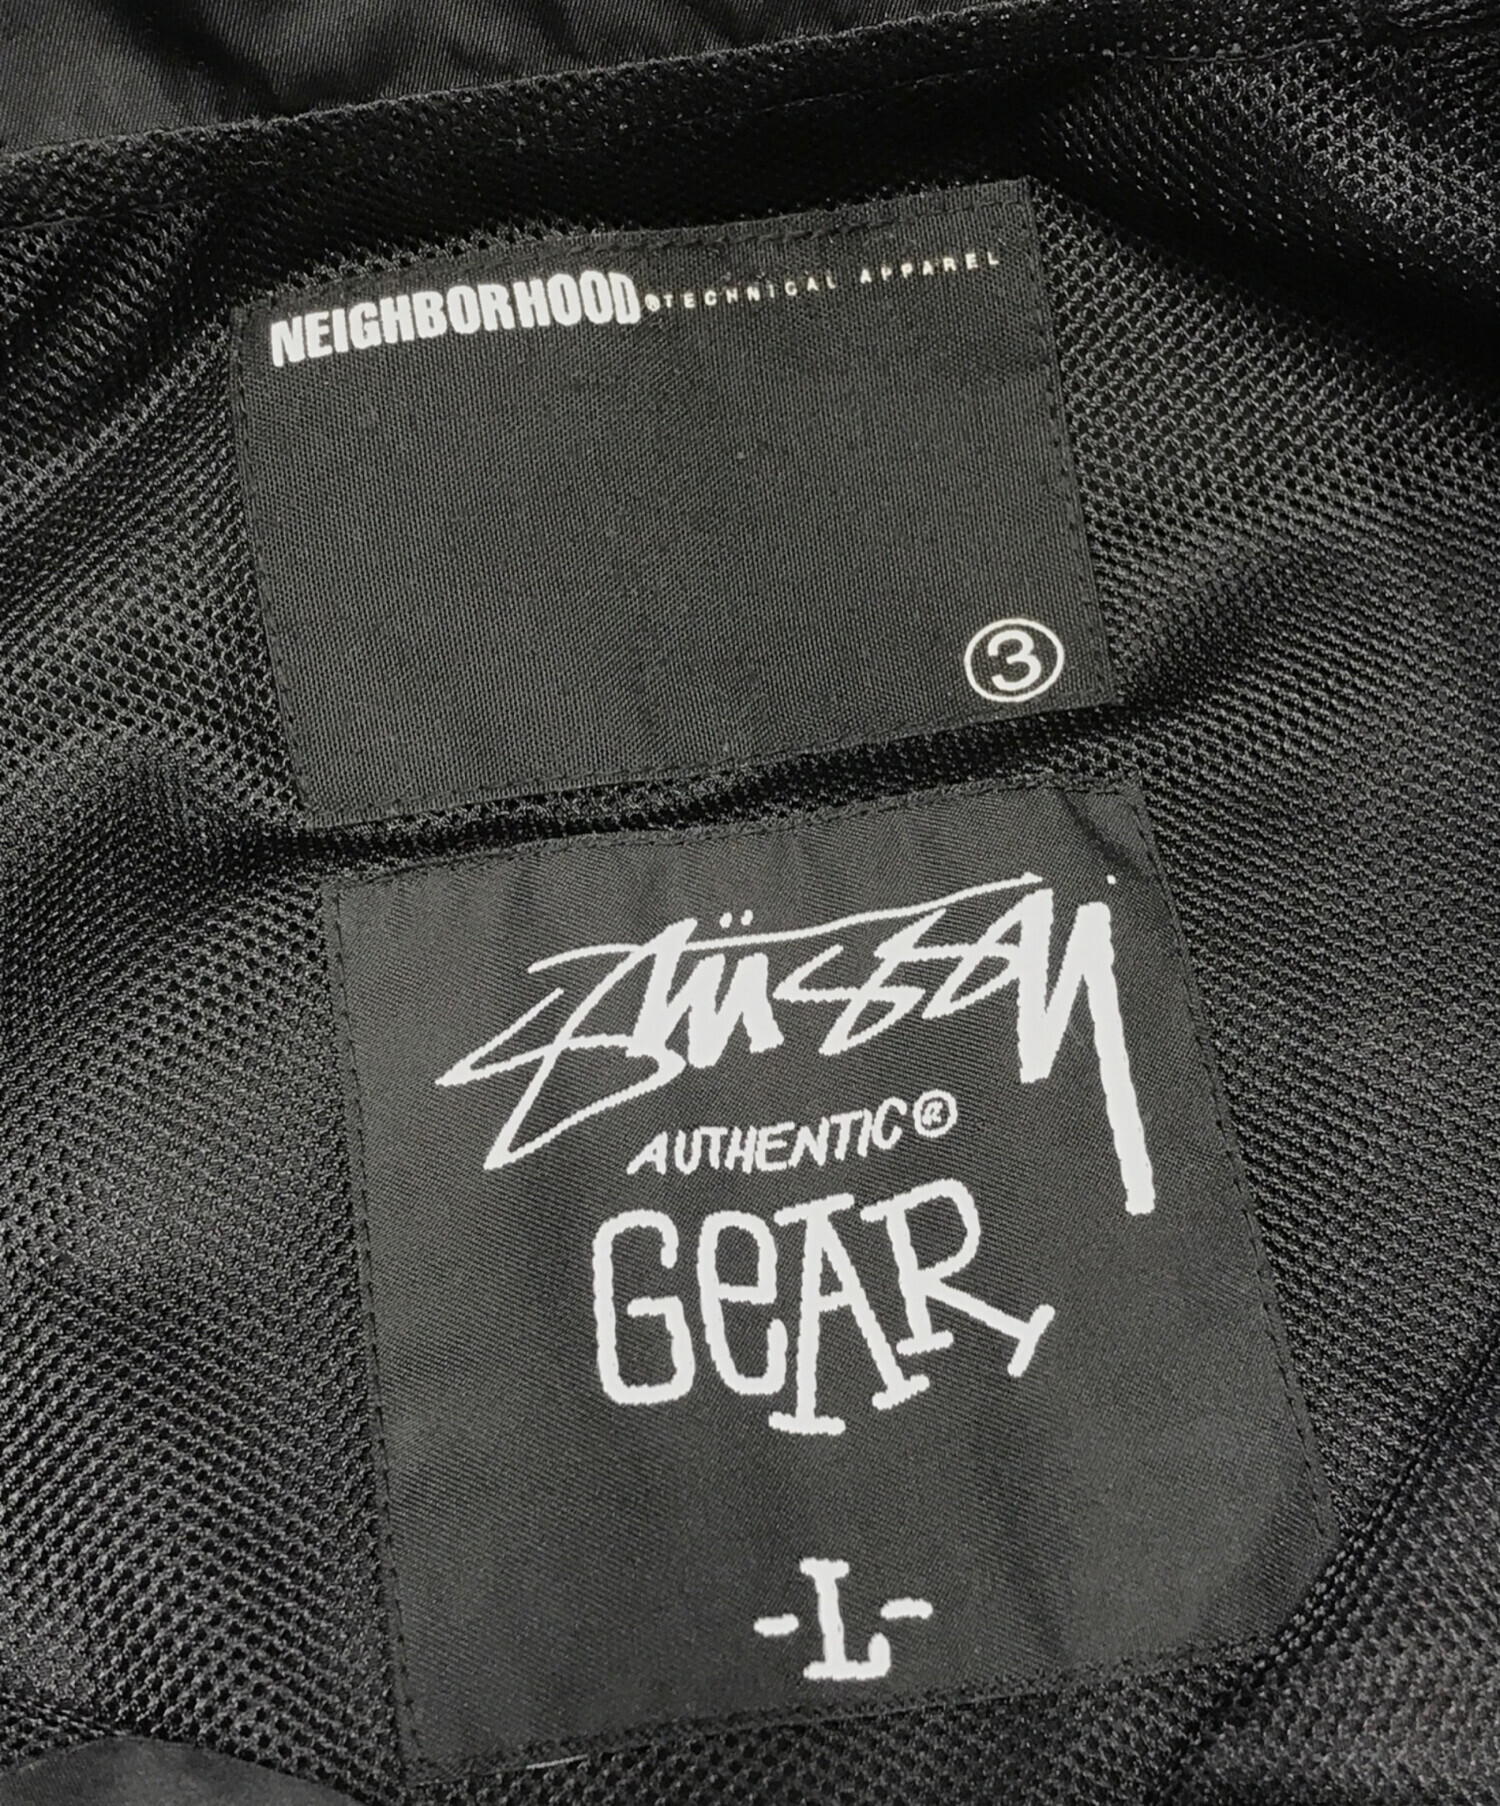 NEIGHBORHOOD®TECHNICAL APPAREL
3
Stüssy
AUTHENTIC®
GeAR
-L-